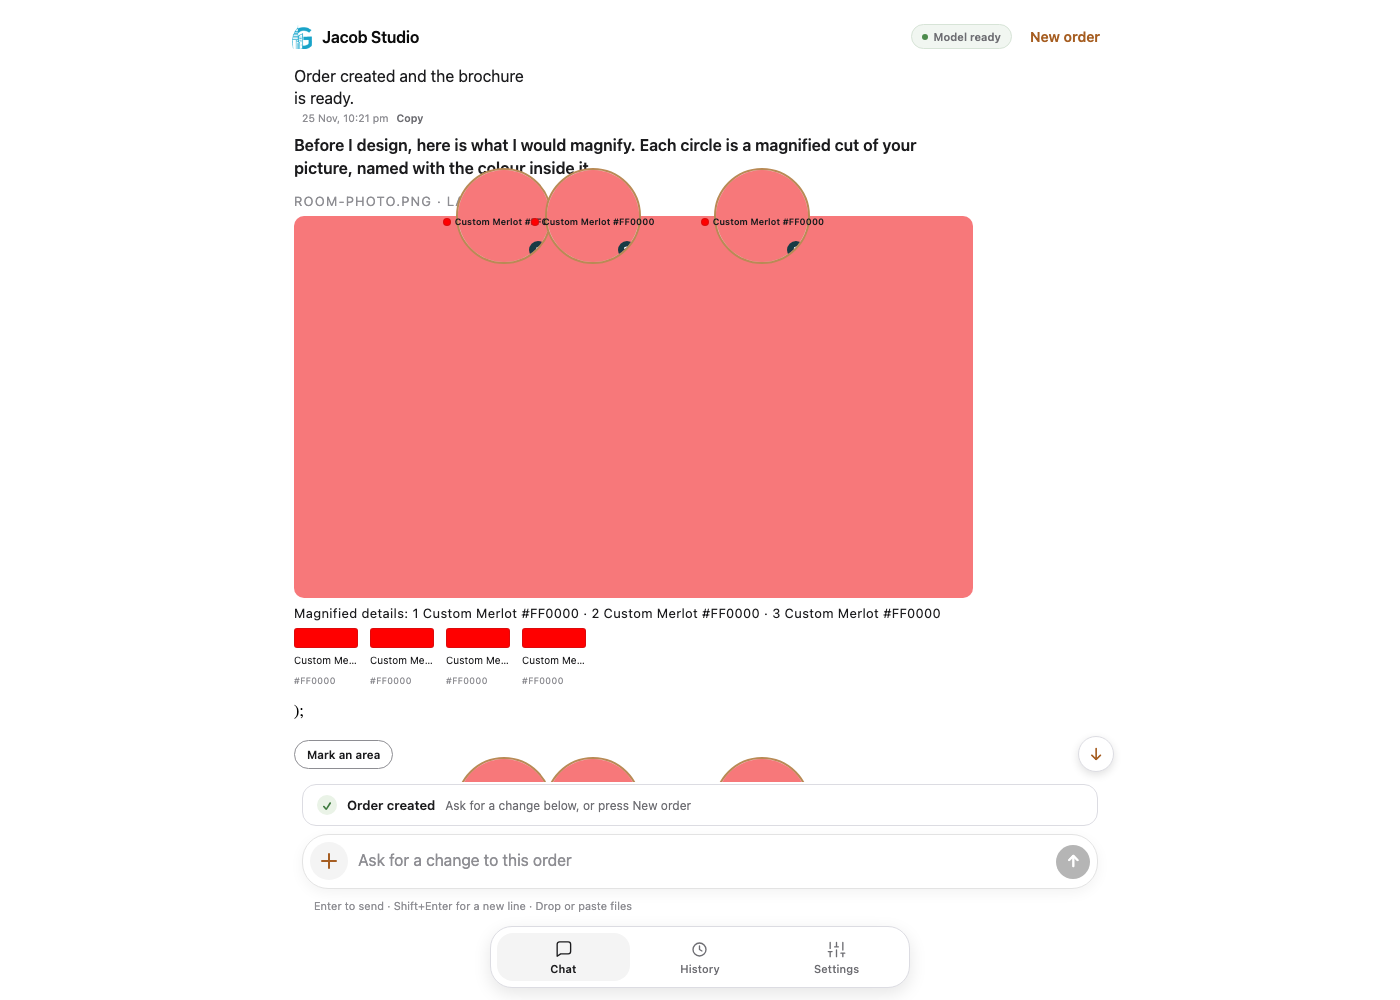 Jacob Studio
Model ready
New order
Order created and the brochure
is ready.
25 Nov, 10:21 pm Copy
Before I design, here is what I would magnify. Each circle is a magnified cut of your
picture, named with the colour inside it
ROOM-PHOTO.PNG ·
Custom Merlot
Custom Merlot #FF0000
Custom Merlot #FF0000
Magnified details: 1 Custom Merlot #FF0000 · 2 Custom Merlot #FF0000 · 3 Custom Merlot #FF0000
Custom Me... Custom Me... Custom Me... Custom Me...
#FF0000 #FF0000 #FF0000 #FF0000
);
Mark an area
Order created Ask for a change below, or press New order
Ask for a change to this order
Enter to send · Shift+Enter for a new line · Drop or paste files
Chat History Settings